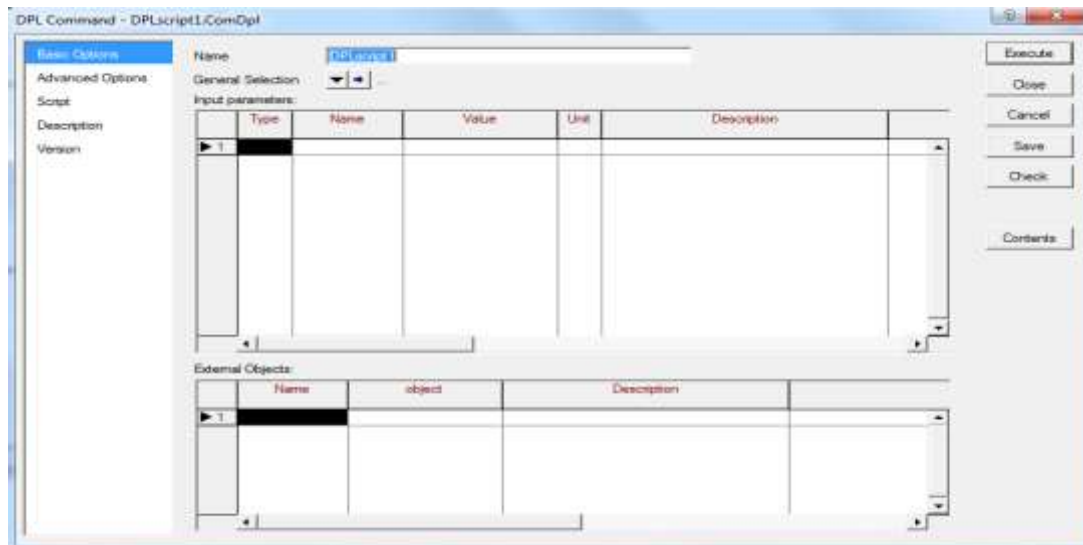 DPL Command - DPLscript1.ComDpl
Basic Options
Advanced Options
Script
Description
Version
Name DPLscript1
General Selection ...
Input parameters:
Type Name Value Unit Description
1
External Objects:
Name object Description
1
Execute
Close
Cancel
Save
Check
Contents